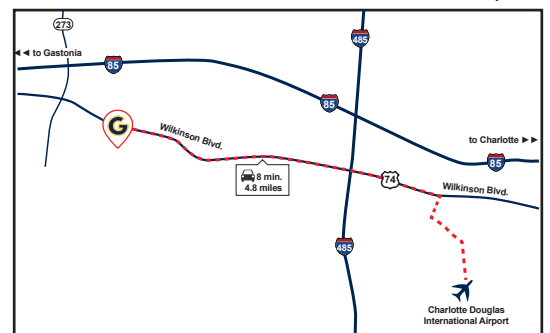 273
485
◄◄ to Gastonia
85
85
G
Wilkinson Blvd.
to Charlotte ►►
85
8 min.
4.8 miles
74
Wilkinson Blvd.
485
Charlotte Douglas
International Airport